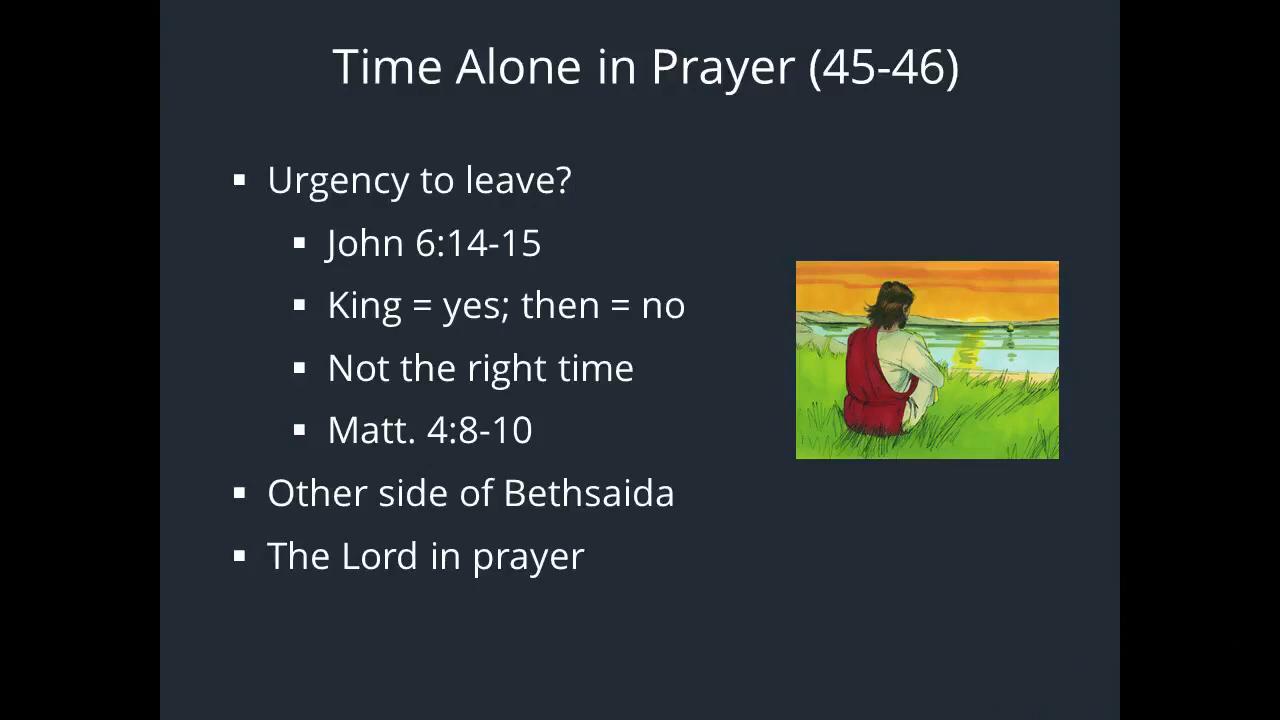 Time Alone in Prayer (45-46)
▪ Urgency to leave?
▪ John 6:14-15
▪ King = yes; then = no
▪ Not the right time
▪ Matt. 4:8-10
▪ Other side of Bethsaida
▪ The Lord in prayer